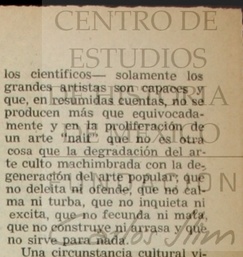 CENTRO DE
ESTUDIOS
los científicos— solamente los
grandes artistas son capaces y
que, en resumidas cuentas, no se
producen más que equivocada-
mente y en la proliferación de
un arte "naif" que no es otra
cosa que la degradación del ar-
te culto machimbrada con la de-
generación del arte popular; que
no delita ni ofende, que no cal-
ma ni turba, que no inquieta ni
excita, que no fecunda ni mata,
que no construye ni arrasa y que
no sirve para nada.
Una circunstancia cultural vi-